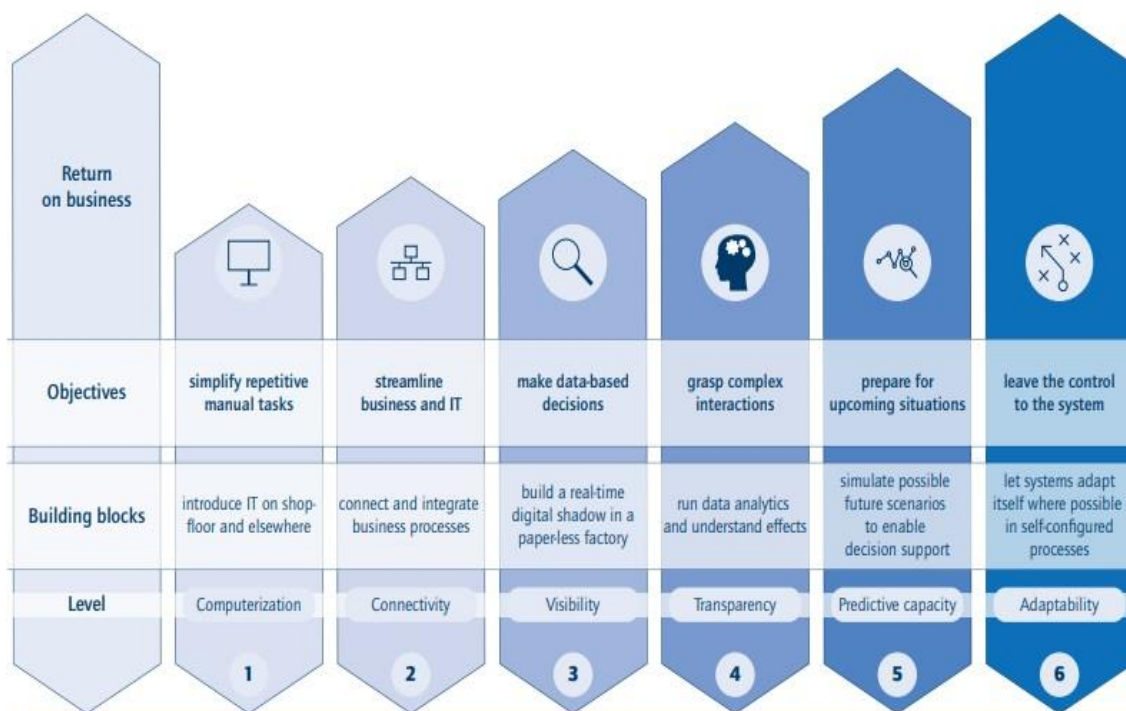 Return
on business
Objectives
simplify repetitive
manual tasks
streamline
business and IT
make data-based
decisions
grasp complex
interactions
prepare for
upcoming situations
leave the control
to the system
Building blocks
introduce IT on shop-
floor and elsewhere
connect and integrate
business processes
build a real-time
digital shadow in a
paper-less factory
run data analytics
and understand effects
simulate possible
future scenarios
to enable
decision support
let systems adapt
itself where possible
in self-configured
processes
Level
Computerization
Connectivity
Visibility
Transparency
Predictive capacity
Adaptability
1
2
3
4
5
6